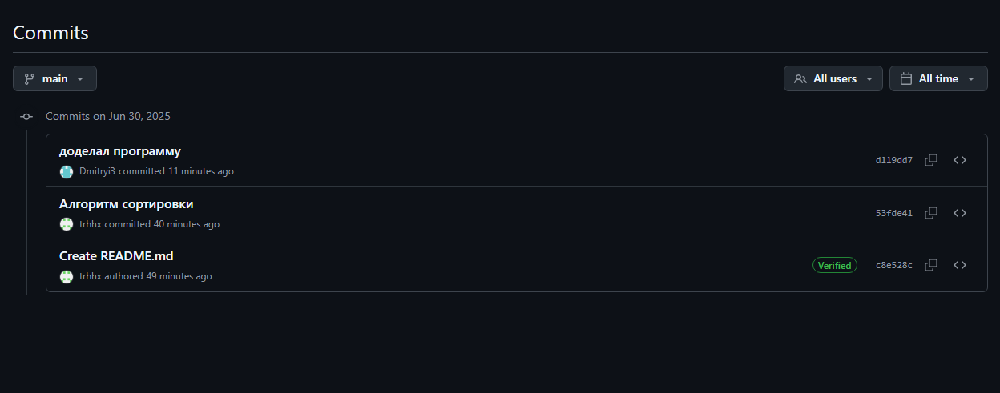 Commits
main
All users
All time
Commits on Jun 30, 2025
доделал программу
d119dd7
Dmitryi3 committed 11 minutes ago
Алгоритм сортировки
53fde41
trhhx committed 40 minutes ago
Create README.md
Verified
c8e528c
trhhx authored 49 minutes ago